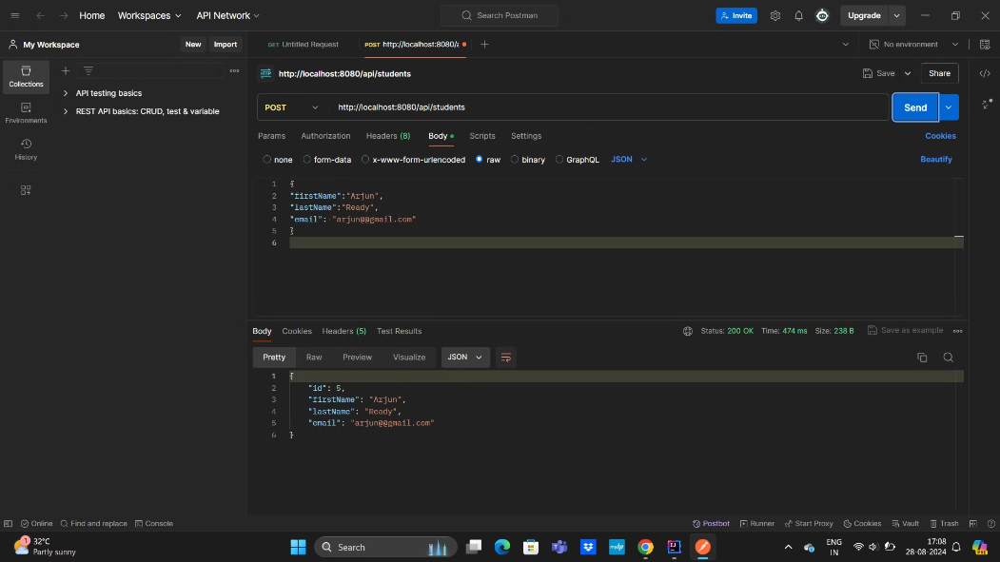 Home Workspaces API Network Search Postman Invite Upgrade
My Workspace New Import GET Untitled Request POST http://localhost:8080/a No environment
Collections
Environments
History
API testing basics
REST API basics: CRUD, test & variable
HTTP http://localhost:8080/api/students Save Share
POST http://localhost:8080/api/students Send
Params Authorization Headers (8) Body Scripts Settings Cookies
none form-data x-www-form-urlencoded raw binary GraphQL JSON Beautify
1 {
2 "firstName":"Arjun",
3 "lastName":"Ready",
4 "email": "arjun@@gmail.com"
5 }
6
Body Cookies Headers (5) Test Results Status: 200 OK Time: 474 ms Size: 238 B Save as example
Pretty Raw Preview Visualize JSON
1 {
2 "id": 5,
3 "firstName": "Arjun",
4 "lastName": "Ready",
5 "email": "arjun@@gmail.com"
6 }
Online Find and replace Console Postbot Runner Start Proxy Cookies Vault Trash
1 32°C Search ENG 17:08
Partly sunny IN 28-08-2024